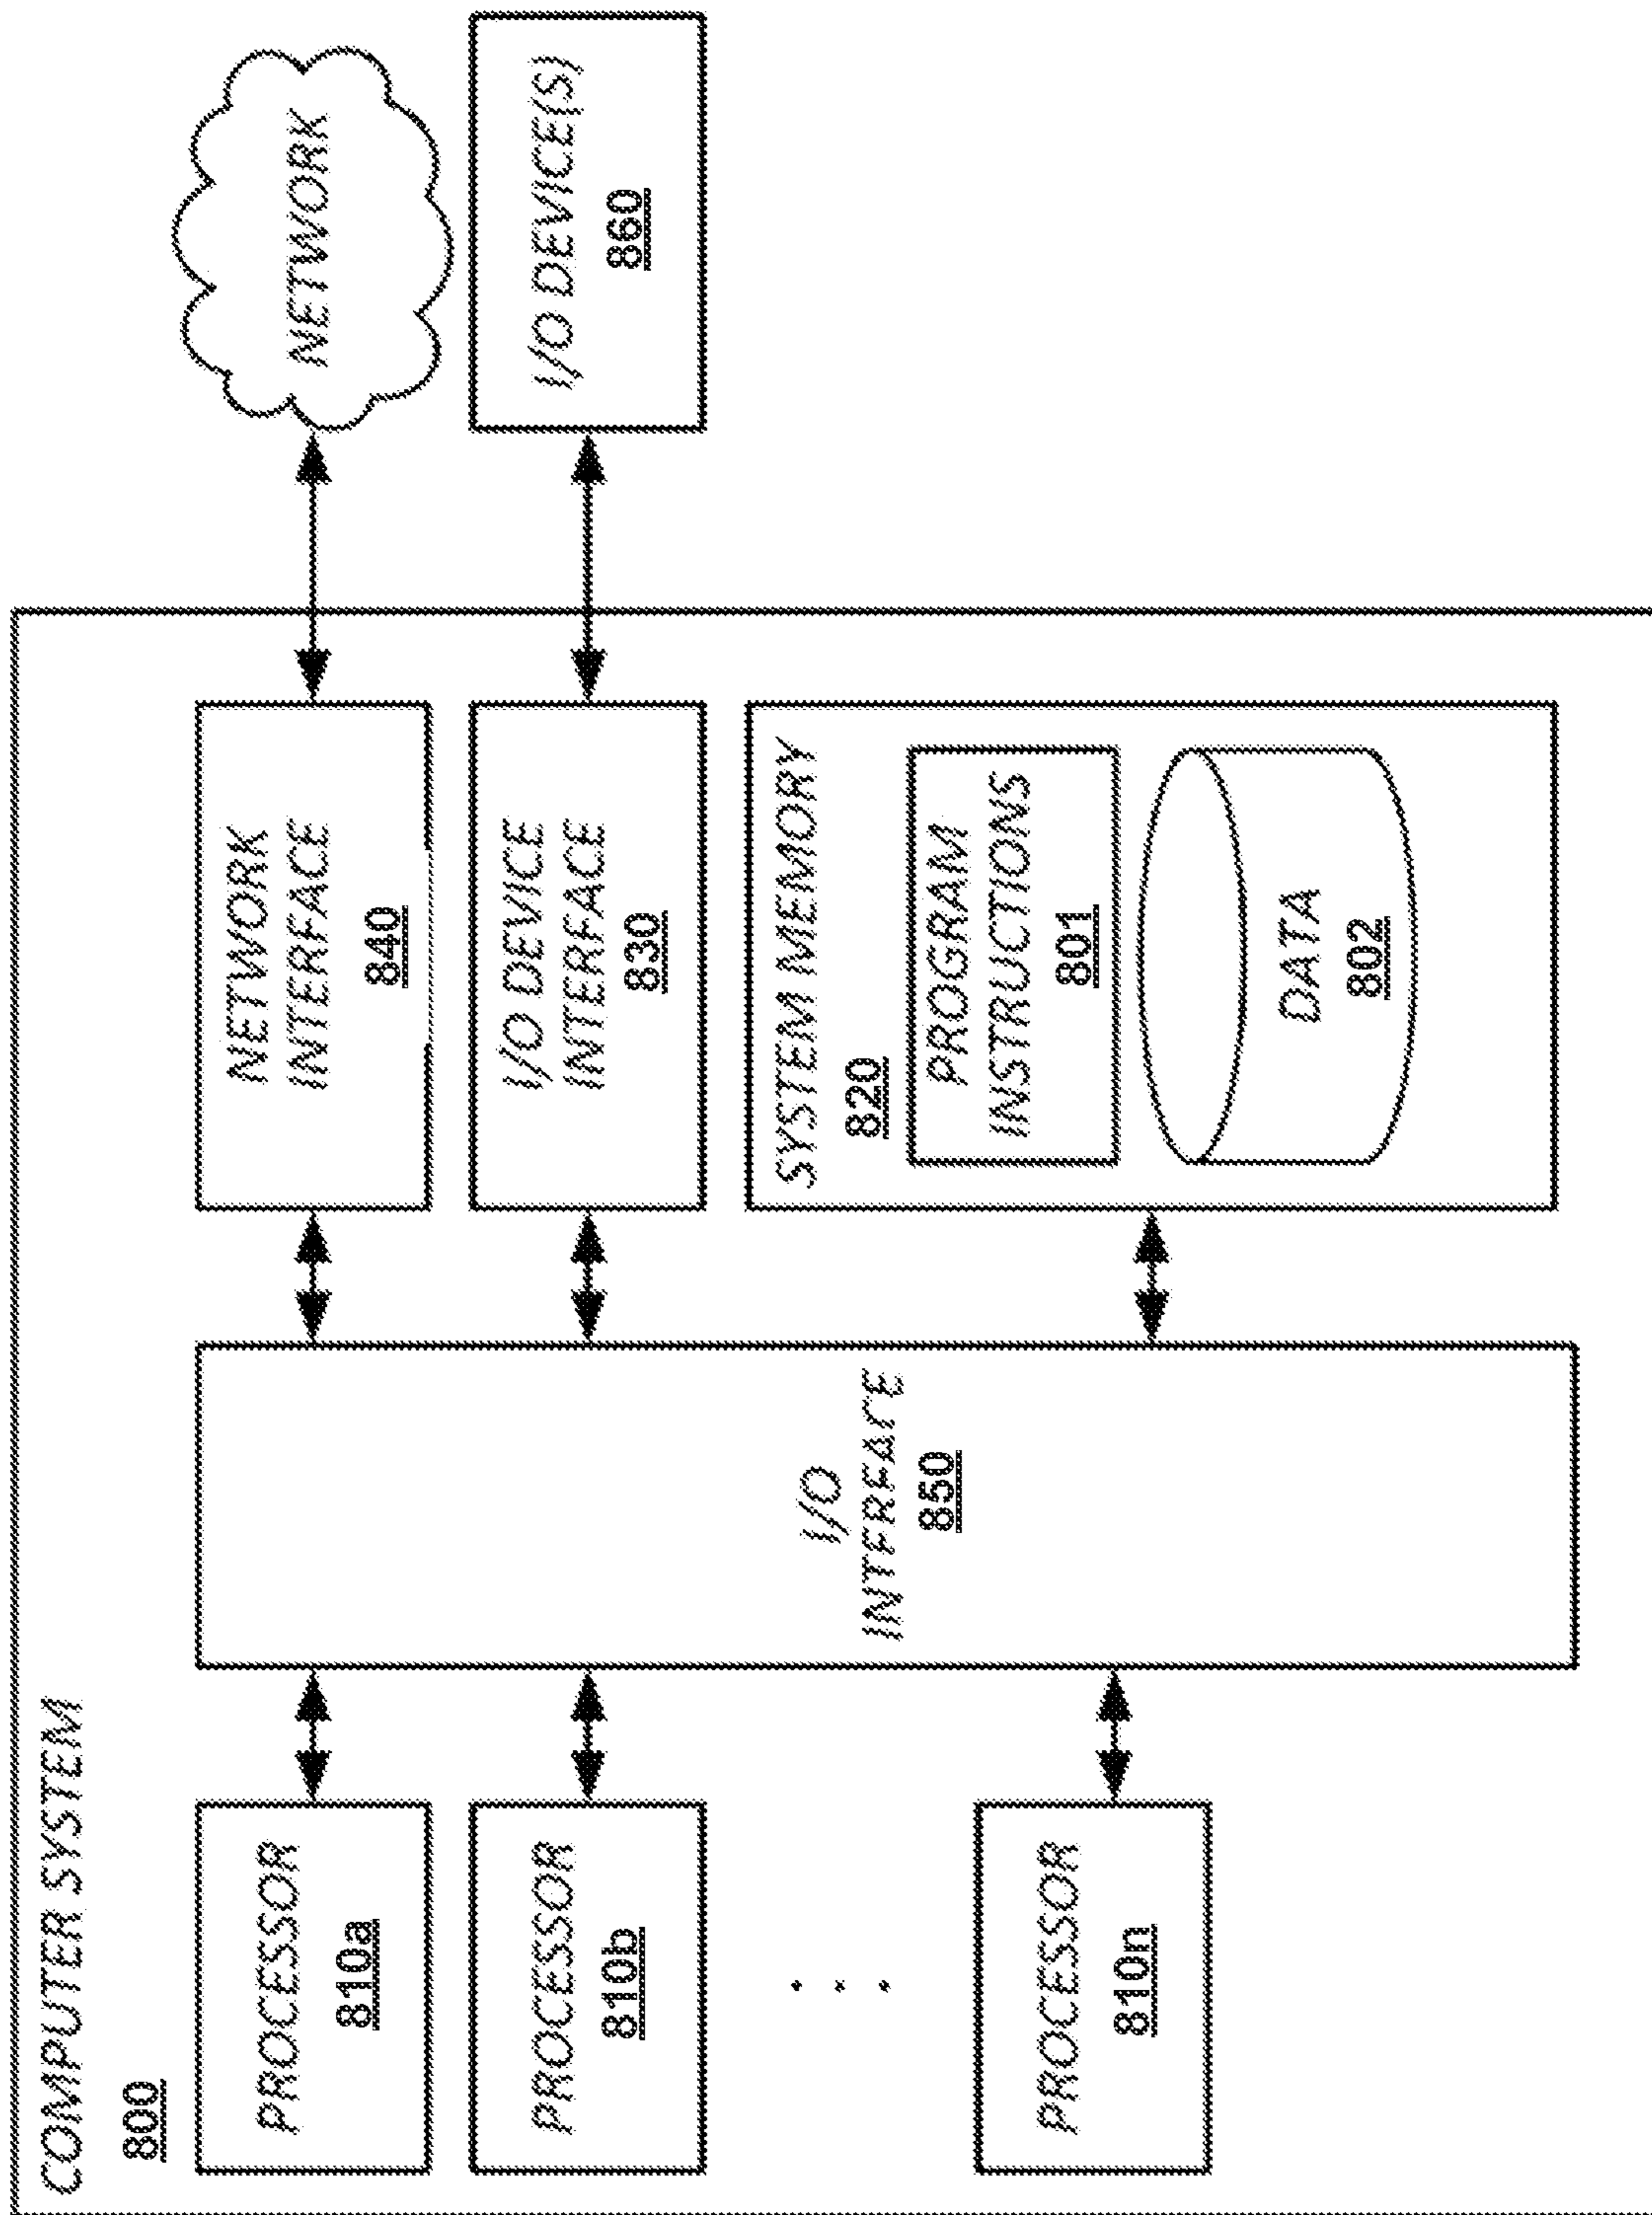 COMPUTER SYSTEM
800
PROCESSOR
810a
PROCESSOR
810b
. . .
PROCESSOR
810n
I/O
INTERFACE
850
NETWORK
INTERFACE
840
I/O DEVICE
INTERFACE
830
SYSTEM MEMORY
820
PROGRAM
INSTRUCTIONS
801
DATA
802
NETWORK
I/O DEVICE(S)
860